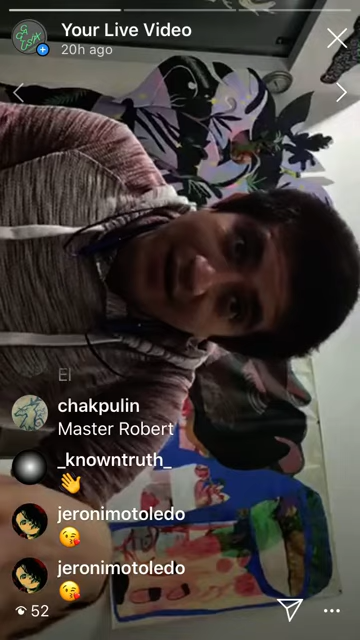 Your Live Video
20h ago
El
chakpulin
Master Robert
_knowntruth_
👋
jeronimotoledo
😘
jeronimotoledo
😘
52